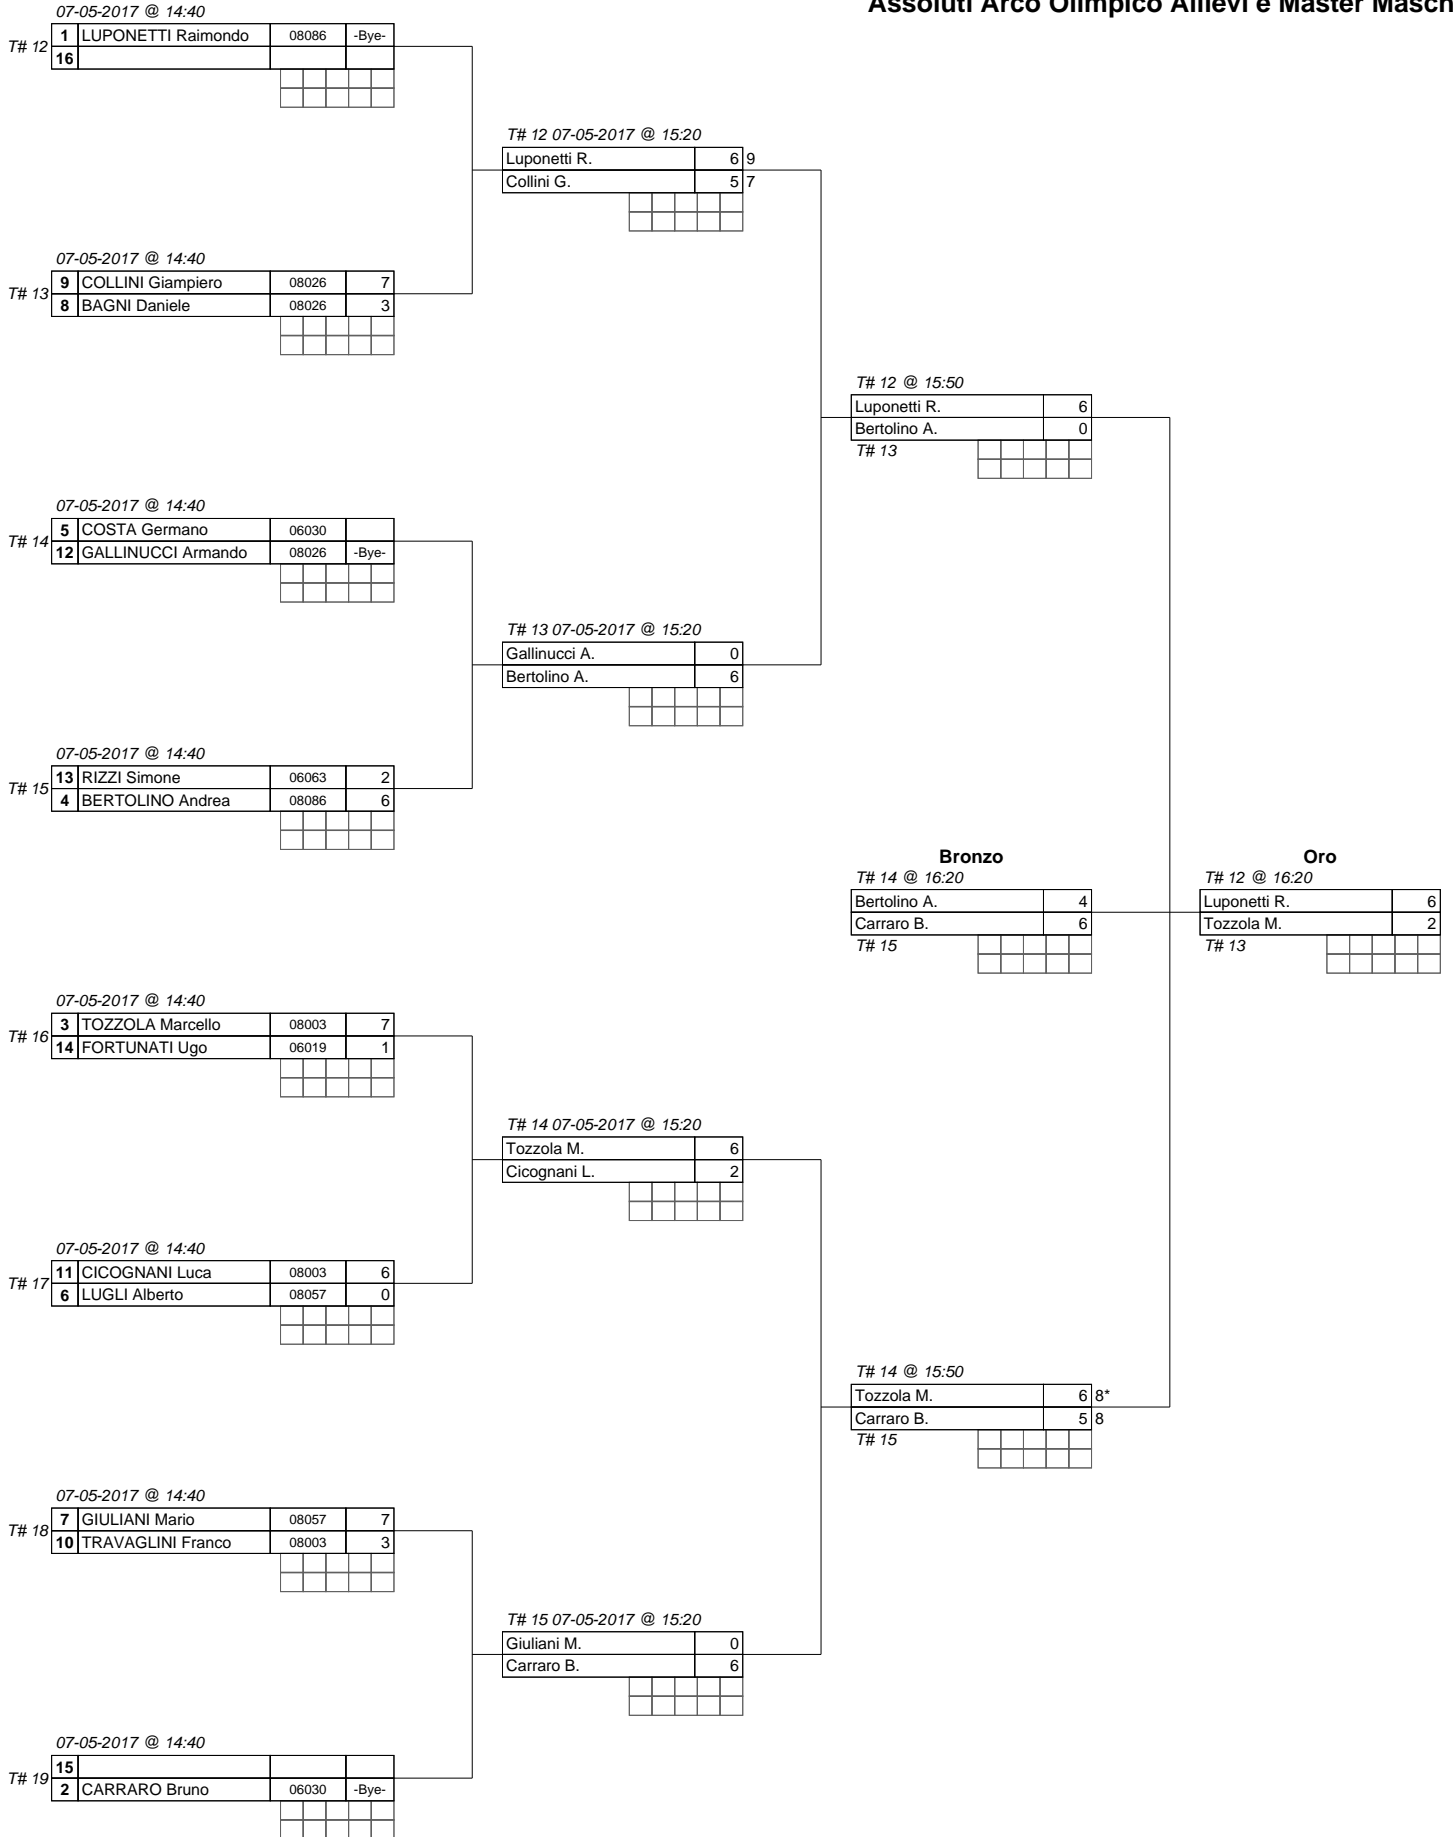 Assoluti Arco Olimpico Allievi e Master Masch
07-05-2017 @ 14:40
T# 12
1 LUPONETTI Raimondo 08086 -Bye-
16
T# 12 07-05-2017 @ 15:20
Luponetti R. 6 9
Collini G. 5 7
07-05-2017 @ 14:40
T# 13
9 COLLINI Giampiero 08026 7
8 BAGNI Daniele 08026 3
T# 12 @ 15:50
Luponetti R. 6
Bertolino A. 0
T# 13
07-05-2017 @ 14:40
T# 14
5 COSTA Germano 06030
12 GALLINUCCI Armando 08026 -Bye-
T# 13 07-05-2017 @ 15:20
Gallinucci A. 0
Bertolino A. 6
07-05-2017 @ 14:40
T# 15
13 RIZZI Simone 06063 2
4 BERTOLINO Andrea 08086 6
Bronzo
T# 14 @ 16:20
Bertolino A. 4
Carraro B. 6
T# 15
Oro
T# 12 @ 16:20
Luponetti R. 6
Tozzola M. 2
T# 13
07-05-2017 @ 14:40
T# 16
3 TOZZOLA Marcello 08003 7
14 FORTUNATI Ugo 06019 1
T# 14 07-05-2017 @ 15:20
Tozzola M. 6
Cicognani L. 2
07-05-2017 @ 14:40
T# 17
11 CICOGNANI Luca 08003 6
6 LUGLI Alberto 08057 0
T# 14 @ 15:50
Tozzola M. 6 8*
Carraro B. 5 8
T# 15
07-05-2017 @ 14:40
T# 18
7 GIULIANI Mario 08057 7
10 TRAVAGLINI Franco 08003 3
T# 15 07-05-2017 @ 15:20
Giuliani M. 0
Carraro B. 6
07-05-2017 @ 14:40
T# 19
15
2 CARRARO Bruno 06030 -Bye-